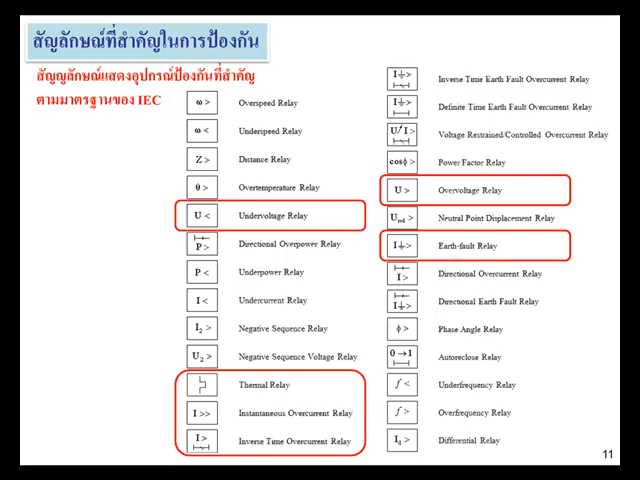 สัญลักษณ์ที่สำคัญในการป้องกัน
สัญญลักษณ์แสดงอุปกรณ์ป้องกันที่สำคัญ
ตามมาตรฐานของ IEC
ω > Overspeed Relay
ω < Underspeed Relay
Z > Distance Relay
θ > Overtemperature Relay
U < Undervoltage Relay
P > Directional Overpower Relay
P < Underpower Relay
I < Undercurrent Relay
I2 > Negative Sequence Relay
U2 > Negative Sequence Voltage Relay
Thermal Relay
I >> Instantaneous Overcurrent Relay
I > Inverse Time Overcurrent Relay
I > Inverse Time Earth Fault Overcurrent Relay
I > Definite Time Earth Fault Overcurrent Relay
U/I > Voltage Restrained/Controlled Overcurrent Relay
cosϕ > Power Factor Relay
U > Overvoltage Relay
Ursd > Neutral Point Displacement Relay
I > Earth-fault Relay
I > Directional Overcurrent Relay
I > Directional Earth Fault Relay
ϕ > Phase Angle Relay
0 →1 Autoreclose Relay
f < Underfrequency Relay
f > Overfrequency Relay
Id > Differential Relay
11